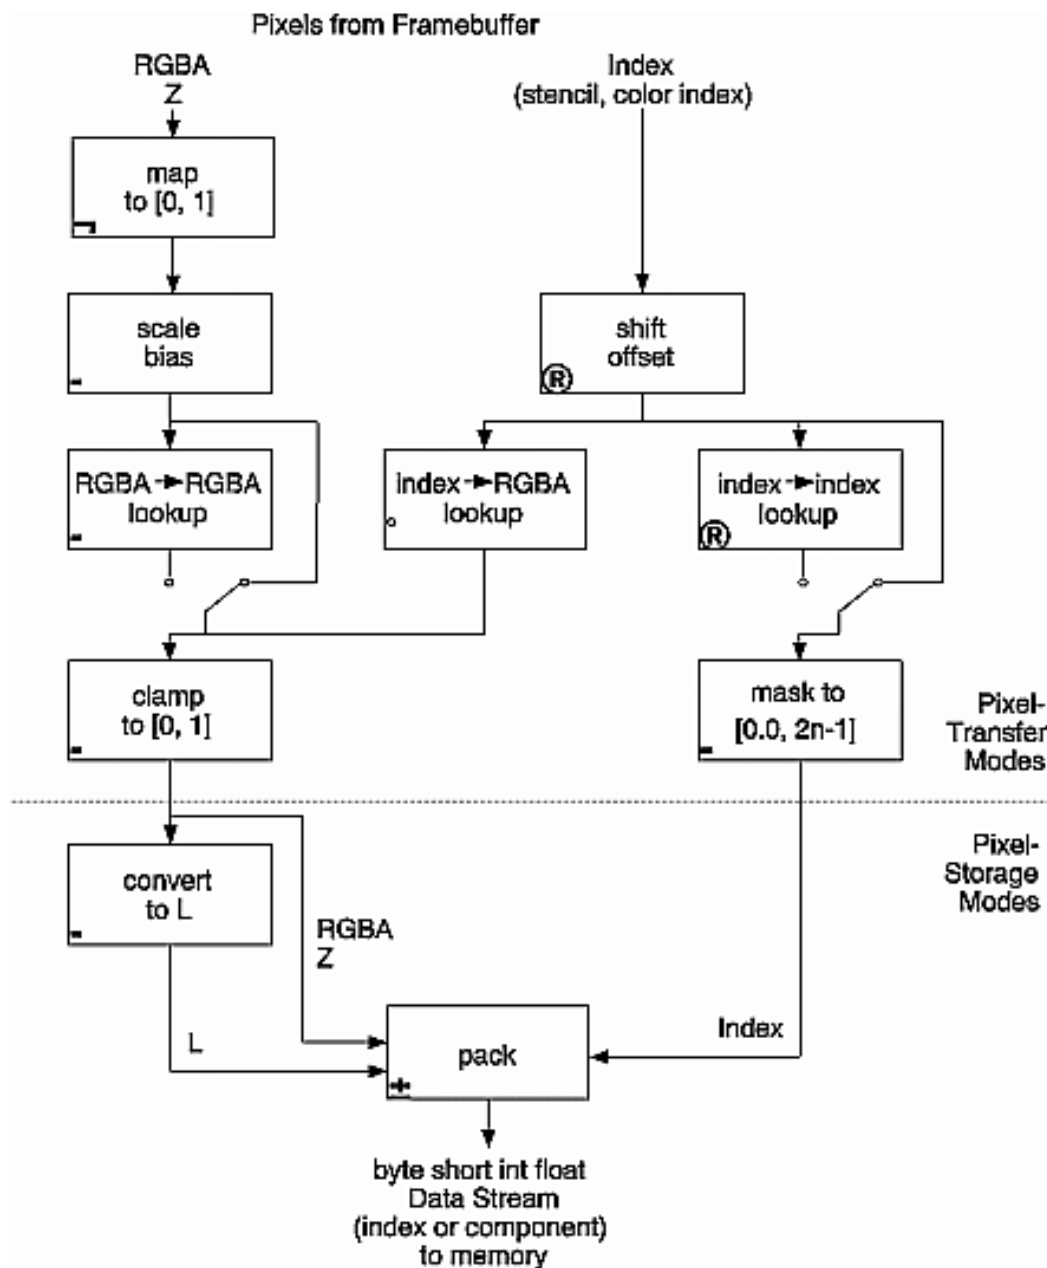 Pixels from Framebuffer
RGBA
Z
Index
(stencil, color index)
map
to [0, 1]
scale
bias
shift
offset
®
RGBA→RGBA
lookup
index→RGBA
lookup
index→index
lookup
®
clamp
to [0, 1]
mask to
[0.0, 2n-1]
Pixel-
Transfer
Modes
Pixel-
Storage
Modes
convert
to L
RGBA
Z
L
Index
pack
±
byte short int float
Data Stream
(index or component)
to memory